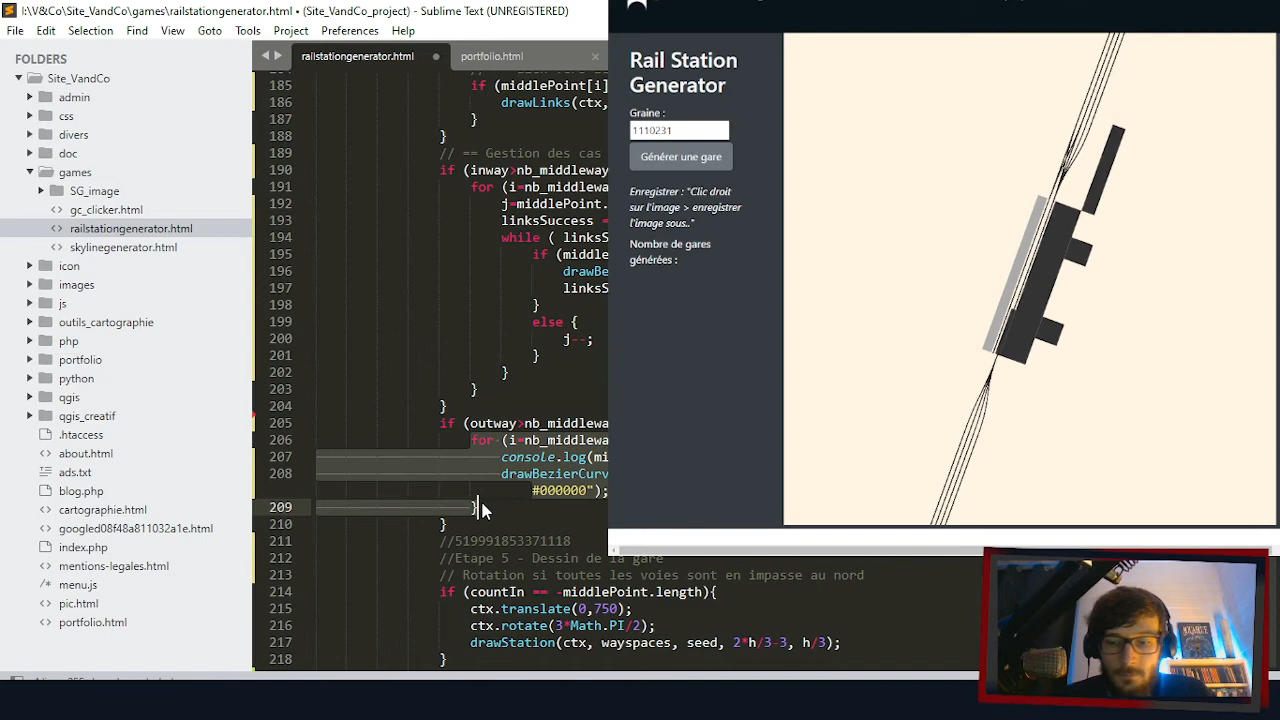 I:\V&Co\V&Co\games\railstationgenerator.html • (Site_VandCo_project) - Sublime Text (UNREGISTERED)
File Edit Selection Find View Goto Tools Project Preferences Help
FOLDERS
Site_VandCo
admin
css
divers
doc
games
SG_image
gc_clicker.html
railstationgenerator.html
skylinegenerator.html
icon
images
js
outils_cartographie
php
portfolio
python
qgis
qgis_creatif
.htaccess
about.html
ads.txt
blog.php
cartographie.html
googled08f48a811032a1e.html
index.php
mentions-legales.html
menu.js
pic.html
portfolio.html
railstationgenerator.html
portfolio.html
185 if (middlePoint[i]
186 drawLinks(ctx,
187 }
188 }
189 // == Gestion des cas
190 if (inway>nb_middleway
191 for (i=nb_middlewa
192 j=middlePoint.
193 linksSuccess =
194 while ( linksS
195 if (middle
196 drawBe
197 linksS
198 }
199 else {
200 j--;
201 }
202 }
203 }
204 }
205 if (outway>nb_middlewa
206 for (i=nb_middlewa
207 console.log(mi
208 drawBezierCurv
#000000");
209 }
210 }
211 //519991853371118
212 //Etape 5 - Dessin de la gare
213 // Rotation si toutes les voies sont en impasse au nord
214 if (countIn == -middlePoint.length){
215 ctx.translate(0,750);
216 ctx.rotate(3*Math.PI/2);
217 drawStation(ctx, wayspaces, seed, 2*h/3-3, h/3);
218 }
Rail Station
Generator
Graine :
1110231
Générer une gare
Enregistrer : "Clic droit
sur l'image > enregistrer
l'image sous.."
Nombre de gares
générées :